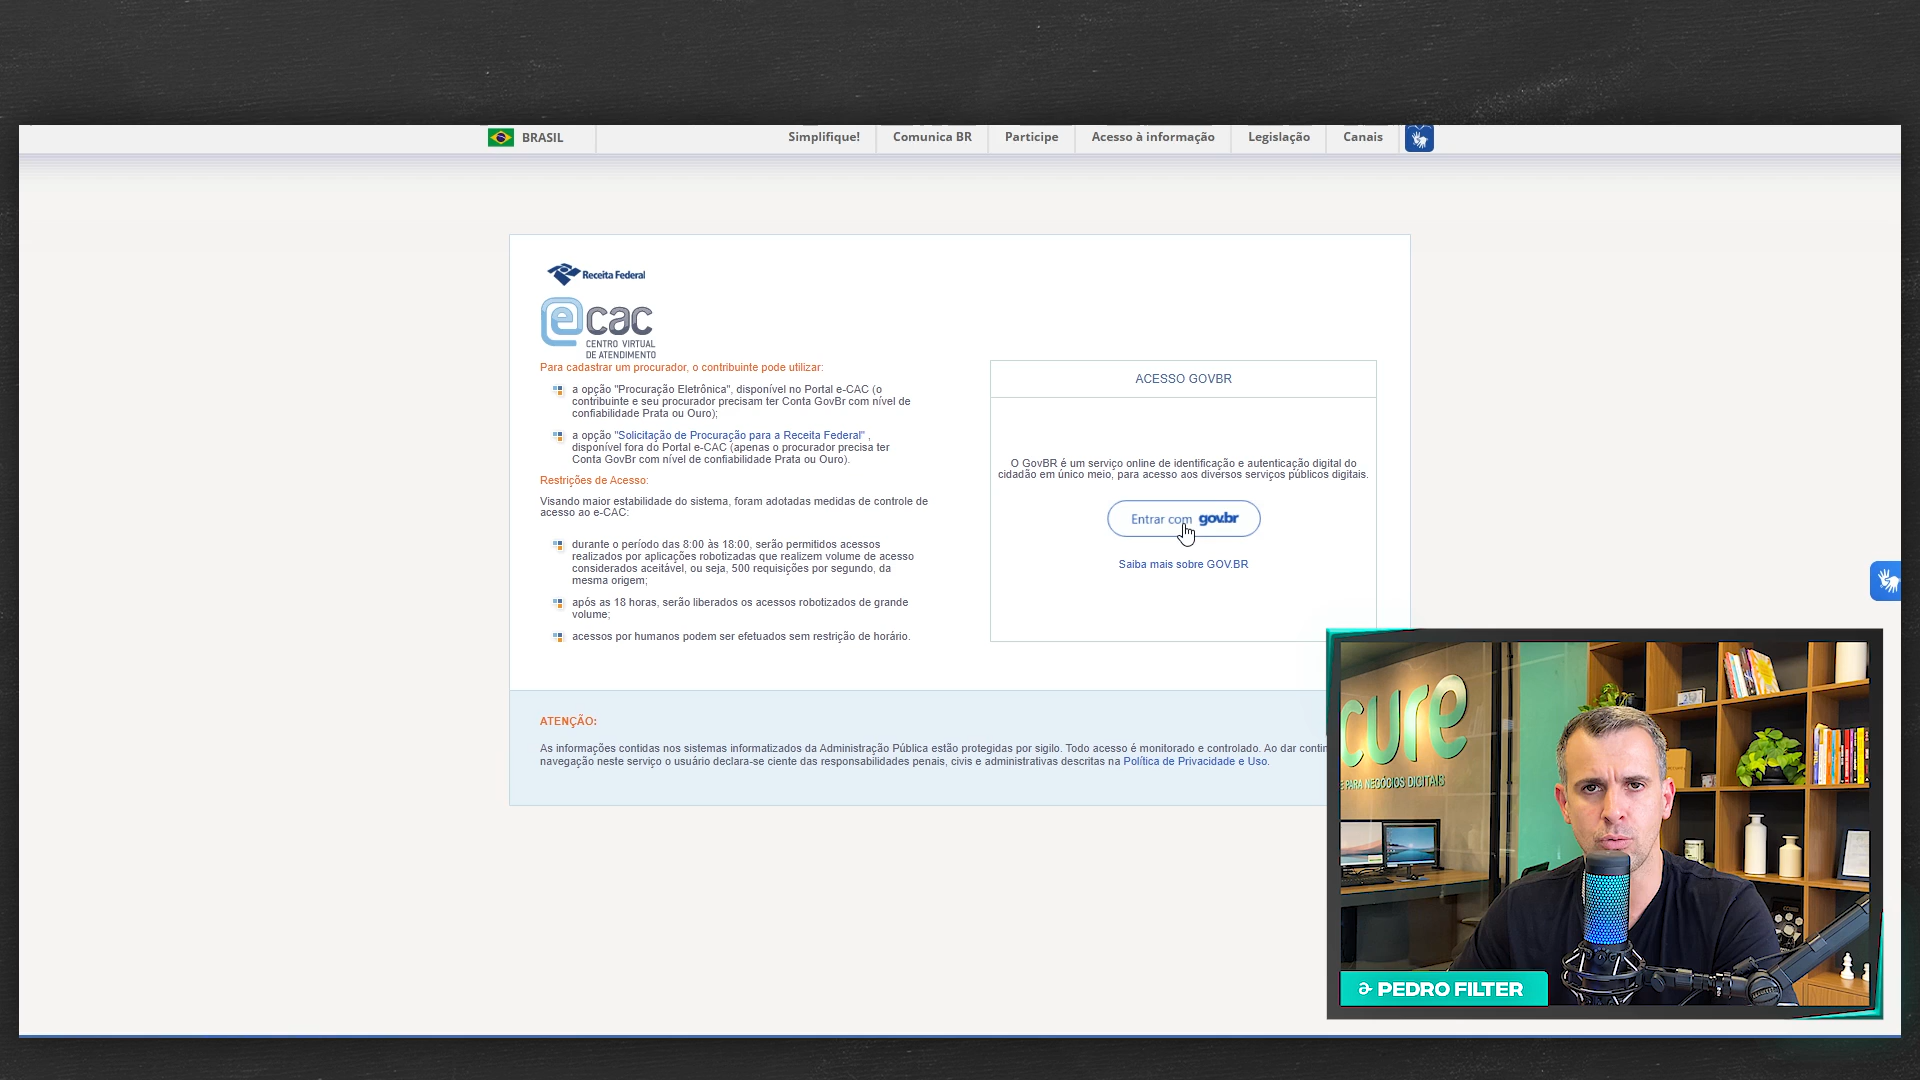 BRASIL
Simplifique!
Comunica BR
Participe
Acesso à informação
Legislação
Canais
Receita Federal
ecac
CENTRO VIRTUAL
DE ATENDIMENTO
Para cadastrar um procurador, o contribuinte pode utilizar:
a opção "Procuração Eletrônica", disponível no Portal e-CAC (o
contribuinte e seu procurador precisam ter Conta GovBr com nível de
confiabilidade Prata ou Ouro);
a opção "Solicitação de Procuração para a Receita Federal" ,
disponível fora do Portal e-CAC (apenas o procurador precisa ter
Conta GovBr com nível de confiabilidade Prata ou Ouro).
Restrições de Acesso:
Visando maior estabilidade do sistema, foram adotadas medidas de controle de
acesso ao e-CAC:
durante o período das 8:00 às 18:00, serão permitidos acessos
realizados por aplicações robotizadas que realizem volume de acesso
considerados aceitável, ou seja, 500 requisições por segundo, da
mesma origem;
após as 18 horas, serão liberados os acessos robotizados de grande
volume;
acessos por humanos podem ser efetuados sem restrição de horário.
ACESSO GOVBR
O GovBR é um serviço online de identificação e autenticação digital do
cidadão em único meio, para acesso aos diversos serviços públicos digitais.
Entrar com gov.br
Saiba mais sobre GOV.BR
ATENÇÃO:
As informações contidas nos sistemas informatizados da Administração Pública estão protegidas por sigilo. Todo acesso é monitorado e controlado. Ao dar contin
navegação neste serviço o usuário declara-se ciente das responsabilidades penais, civis e administrativas descritas na Política de Privacidade e Uso.
cure
E PARA NEGÓCIOS DIGITAIS
PEDRO FILTER